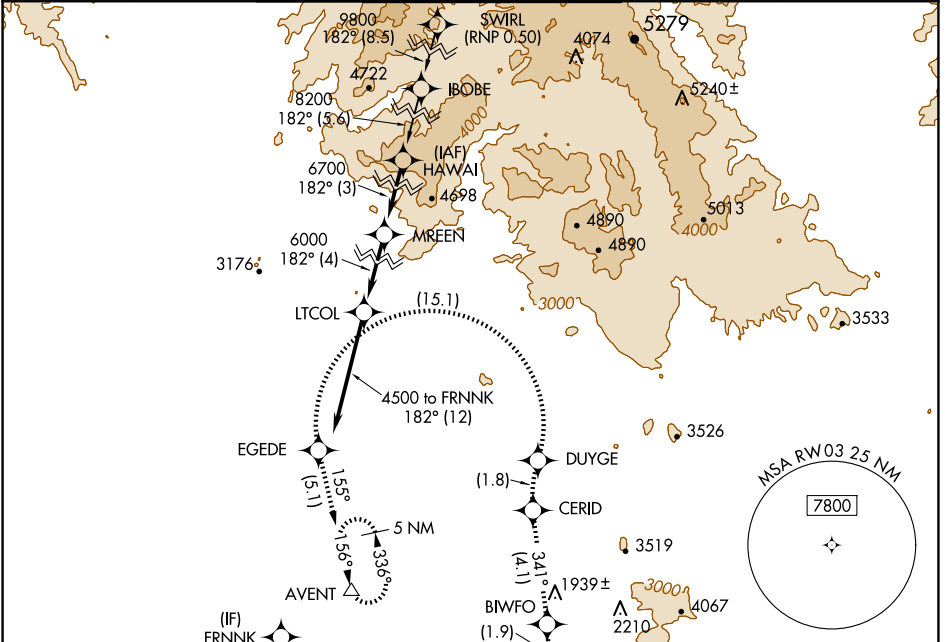 9800
182° (8.5)
SWIRL
(RNP 0.50)
4074
5279
4722
IBOBE
5240±
8200
182° (5.6)
4000
(IAF)
HAWAI
6700
182° (3)
4698
4890
5013
4000
6000
182° (4)
MREEN
4890
3176
3000
LTCOL
(15.1)
3533
4500 to FRNNK
182° (12)
3526
EGEDE
DUYGE
MSA RW03 25 NM
7800
155°
(5.1)
(1.8)
CERID
5 NM
156°
336°
3519
341°
(4.1)
AVENT
1939±
3000
BIWFO
2210
4067
(IF)
FRNNK
(1.9)